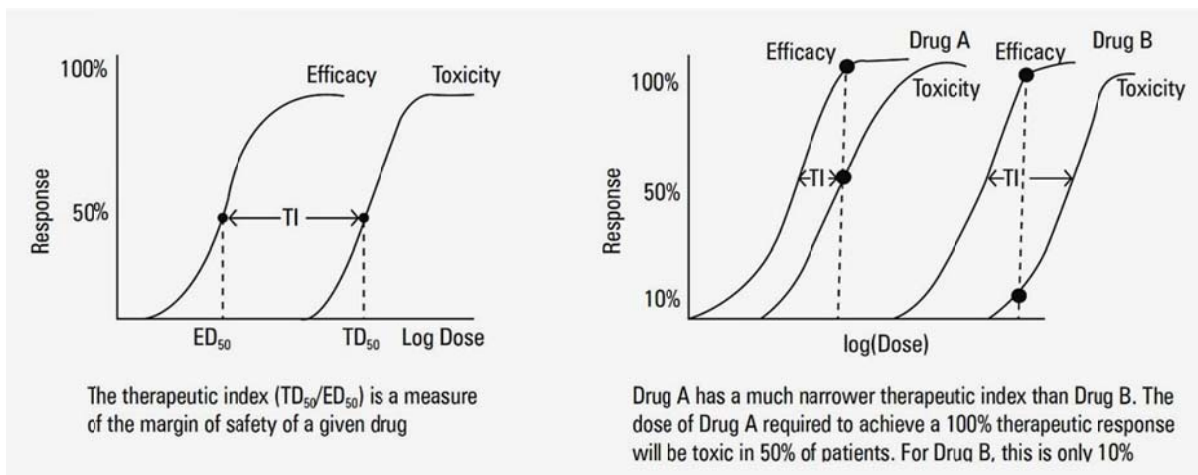 100%
50%
Response
Efficacy
Toxicity
TI
ED50
TD50
Log Dose
The therapeutic index (TD50/ED50) is a measure
of the margin of safety of a given drug
100%
50%
10%
Response
Efficacy
Drug A
Toxicity
TI
Efficacy
Drug B
Toxicity
TI
log(Dose)
Drug A has a much narrower therapeutic index than Drug B. The
dose of Drug A required to achieve a 100% therapeutic response
will be toxic in 50% of patients. For Drug B, this is only 10%